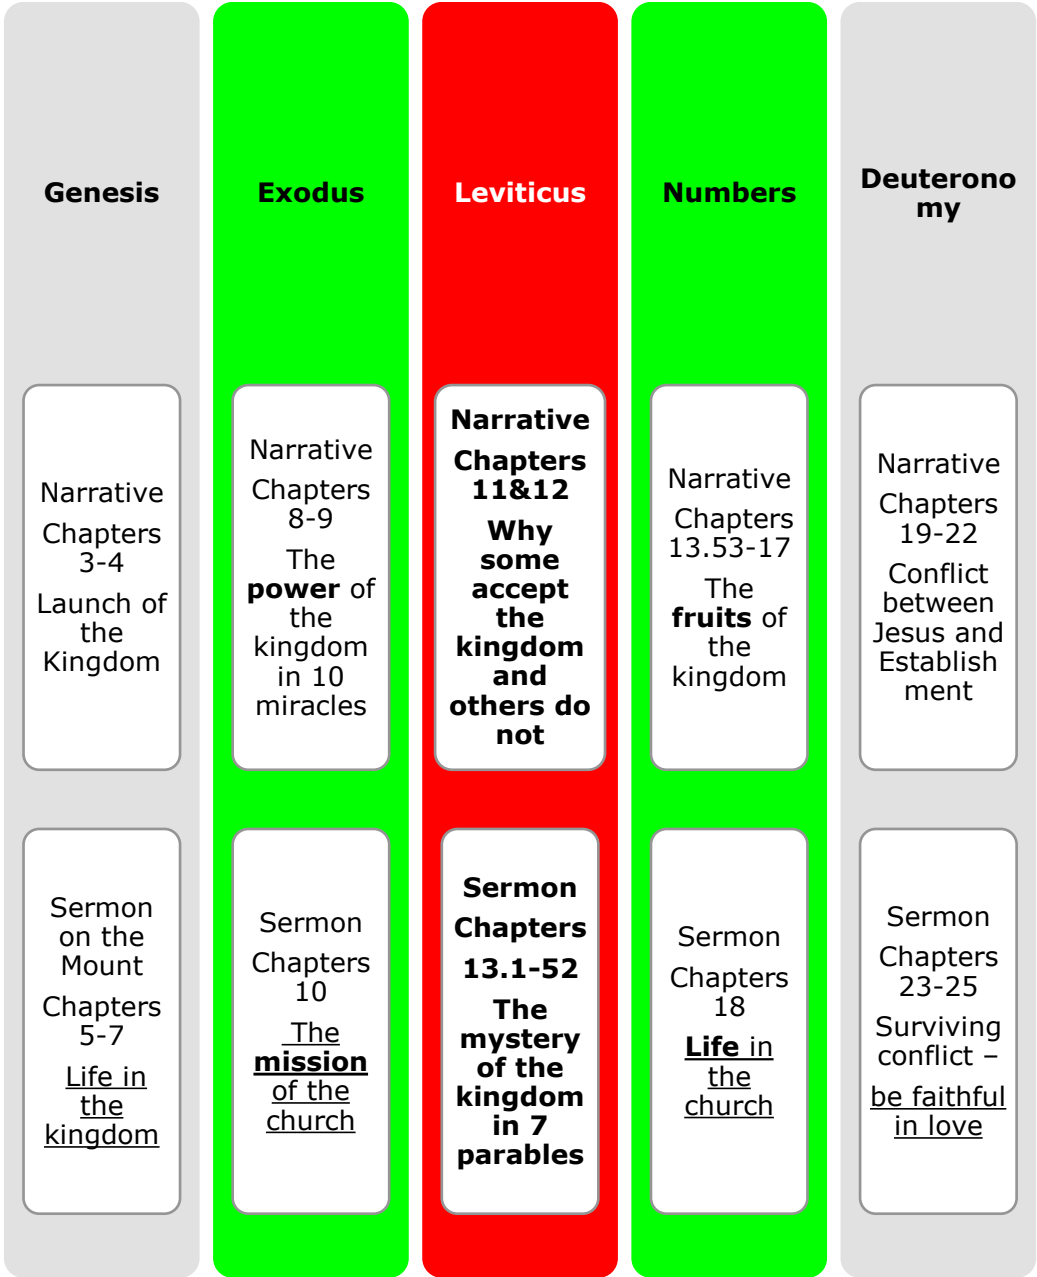 Genesis
Narrative
Chapters
3-4
Launch of
the
Kingdom
Sermon
on the
Mount
Chapters
5-7
Life in
the
kingdom
Exodus
Narrative
Chapters
8-9
The
power of
the
kingdom
in 10
miracles
Sermon
Chapters
10
The
mission
of the
church
Leviticus
Narrative
Chapters
11&12
Why
some
accept
the
kingdom
and
others do
not
Sermon
Chapters
13.1-52
The
mystery
of the
kingdom
in 7
parables
Numbers
Narrative
Chapters
13.53-17
The
fruits of
the
kingdom
Sermon
Chapters
18
Life in
the
church
Deuterono
my
Narrative
Chapters
19-22
Conflict
between
Jesus and
Establish
ment
Sermon
Chapters
23-25
Surviving
conflict –
be faithful
in love